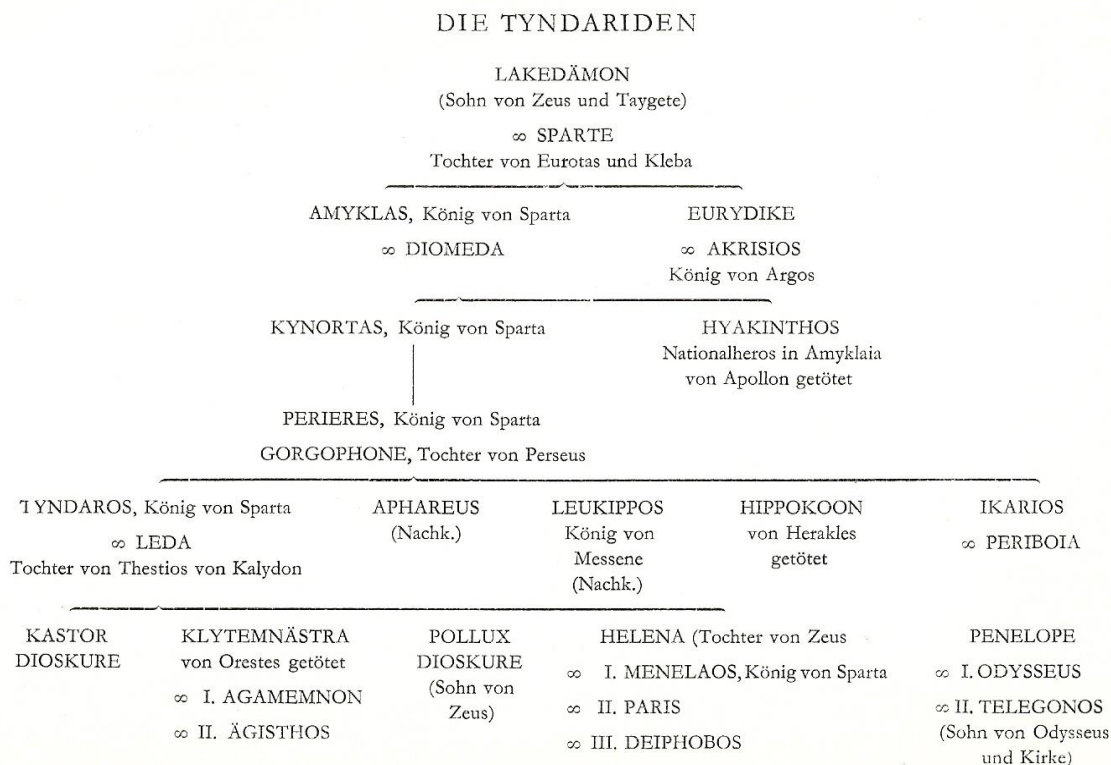 DIE TYNDARIDEN
LAKEDÄMON
(Sohn von Zeus und Taygete)
∞ SPARTE
Tochter von Eurotas und Kleba
AMYKLAS, König von Sparta
∞ DIOMEDA
EURYDIKE
∞ AKRISIOS
König von Argos
KYNORTAS, König von Sparta
HYAKINTHOS
Nationalheros in Amyklaia
von Apollon getötet
PERIERES, König von Sparta
GORGOPHONE, Tochter von Perseus
TYNDAROS, König von Sparta
∞ LEDA
Tochter von Thestios von Kalydon
APHAREUS
(Nachk.)
LEUKIPPOS
König von
Messene
(Nachk.)
HIPPOKOON
von Herakles
getötet
IKARIOS
∞ PERIBOIA
KASTOR
DIOSKURE
KLYTEMNÄSTRA
von Orestes getötet
∞ I. AGAMEMNON
∞ II. ÄGISTHOS
POLLUX
DIOSKURE
(Sohn von
Zeus)
HELENA (Tochter von Zeus
∞ I. MENELAOS, König von Sparta
∞ II. PARIS
∞ III. DEIPHOBOS
PENELOPE
∞ I. ODYSSEUS
∞ II. TELEGONOS
(Sohn von Odysseus
und Kirke)